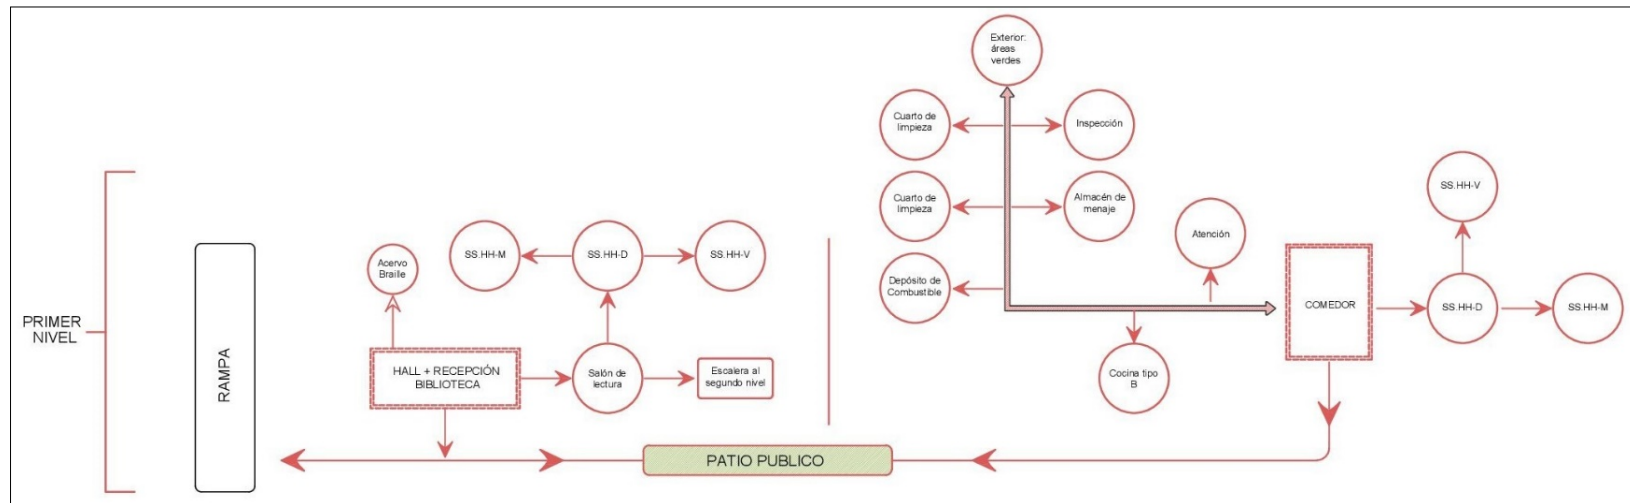 PRIMER
NIVEL
RAMPA
Acervo
Braile
SS.HH-M
SS.HH-D
SS.HH-V
HALL + RECEPCIÓN
BIBLIOTECA
Salón de
lectura
Escalera al
segundo nivel
PATIO PUBLICO
Exterior:
áreas
verdes
Cuarto de
limpieza
Inspección
Cuarto de
limpieza
Almacén de
menaje
Depósito de
Combustible
Atención
Cocina tipo
B
COMEDOR
SS.HH-V
SS.HH-D
SS.HH-M